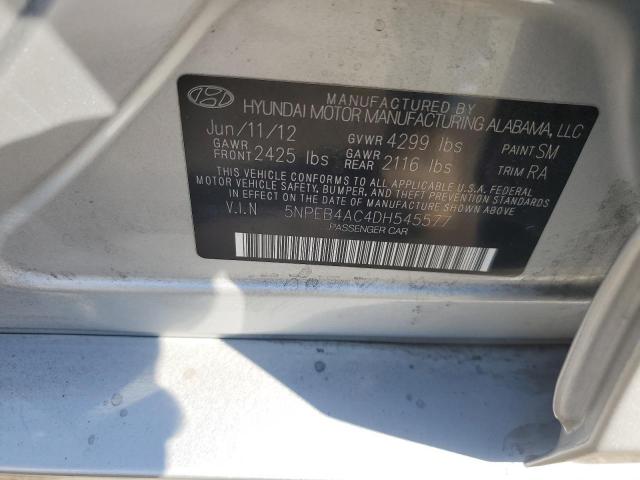 MANUFACTURED BY
HYUNDAI MOTOR MANUFACTURING ALABAMA, LLC
Jun/11/12 GVWR 4299 lbs PAINT SM
GAWR FRONT 2425 lbs GAWR REAR 2116 lbs TRIM RA
THIS VEHICLE CONFORMS TO ALL APPLICABLE U.S.A. FEDERAL
MOTOR VEHICLE SAFETY, BUMPER, AND THEFT PREVENTION STANDARDS
IN EFFECT ON THE DATE OF MANUFACTURE SHOWN ABOVE.
V.I.N 5NPEB4AC4DH545577
PASSENGER CAR